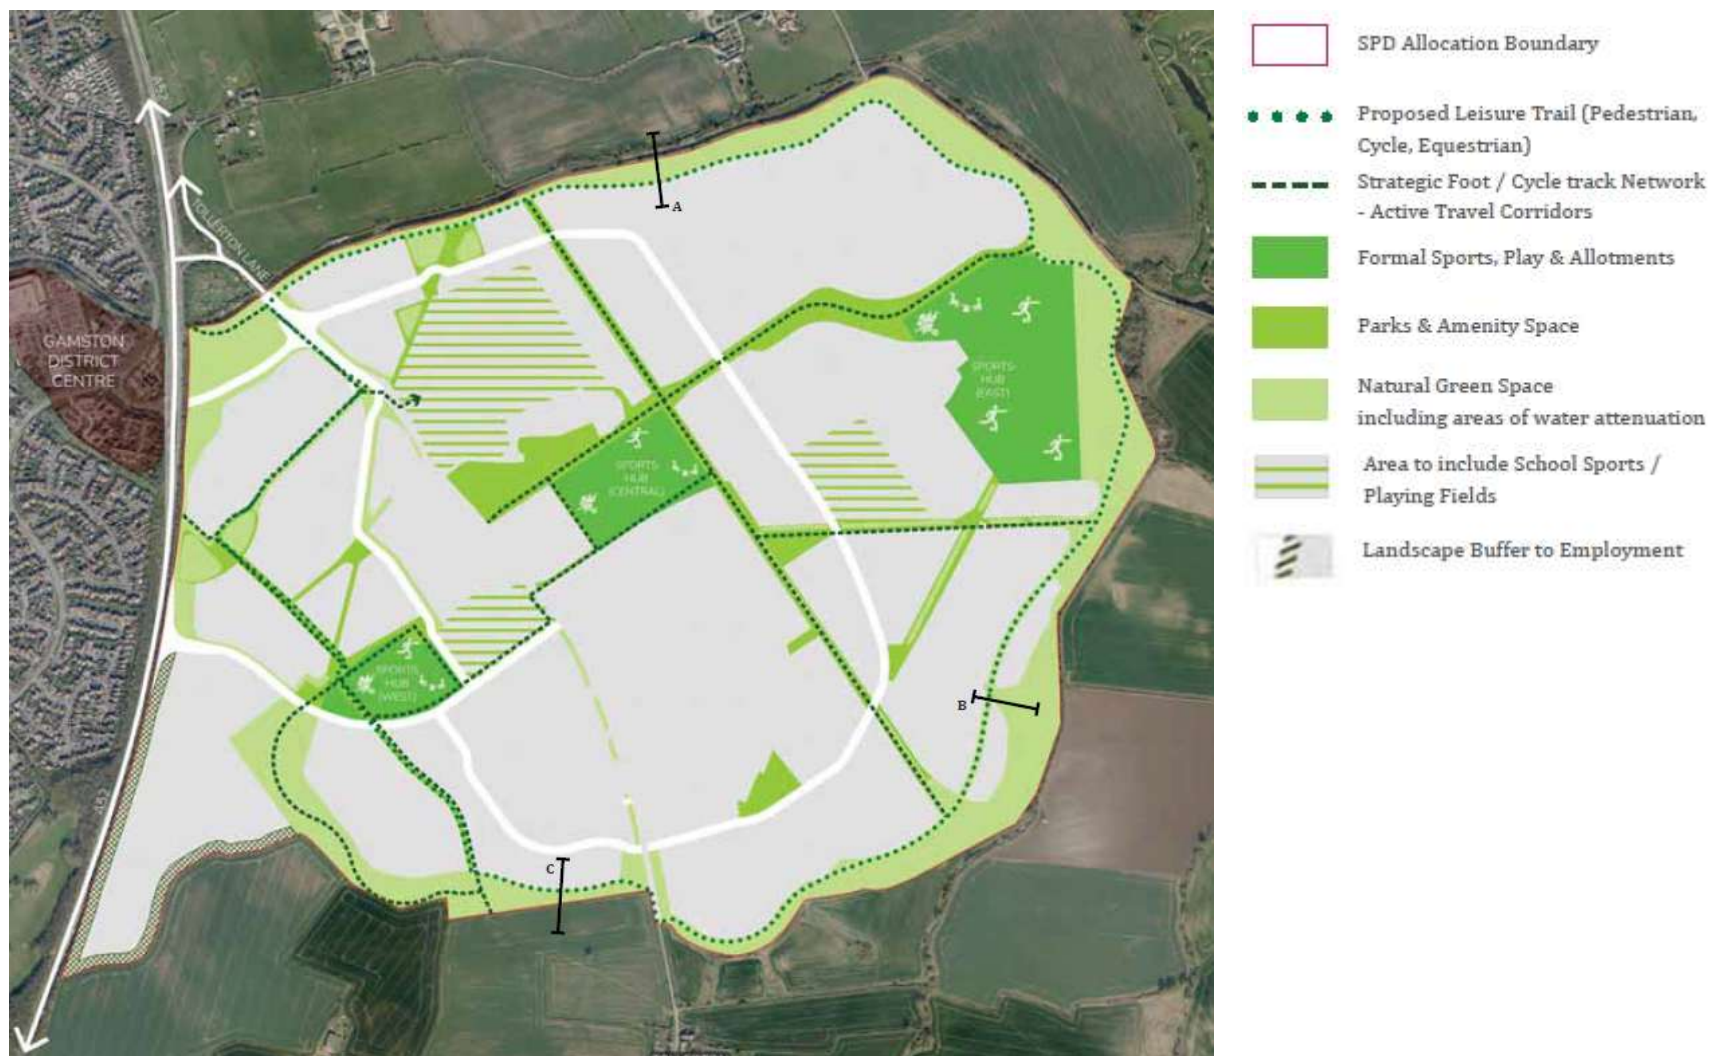 A52
TOLLERTON LANE
A
GAMSTON
DISTRICT
CENTRE
SPORTS
HUB
(EAST)
SPORTS
HUB
(CENTRAL)
SPORTS
HUB
(WEST)
B
A52
C
SPD Allocation Boundary
Proposed Leisure Trail (Pedestrian,
Cycle, Equestrian)
Strategic Foot / Cycle track Network
- Active Travel Corridors
Formal Sports, Play & Allotments
Parks & Amenity Space
Natural Green Space
including areas of water attenuation
Area to include School Sports /
Playing Fields
Landscape Buffer to Employment